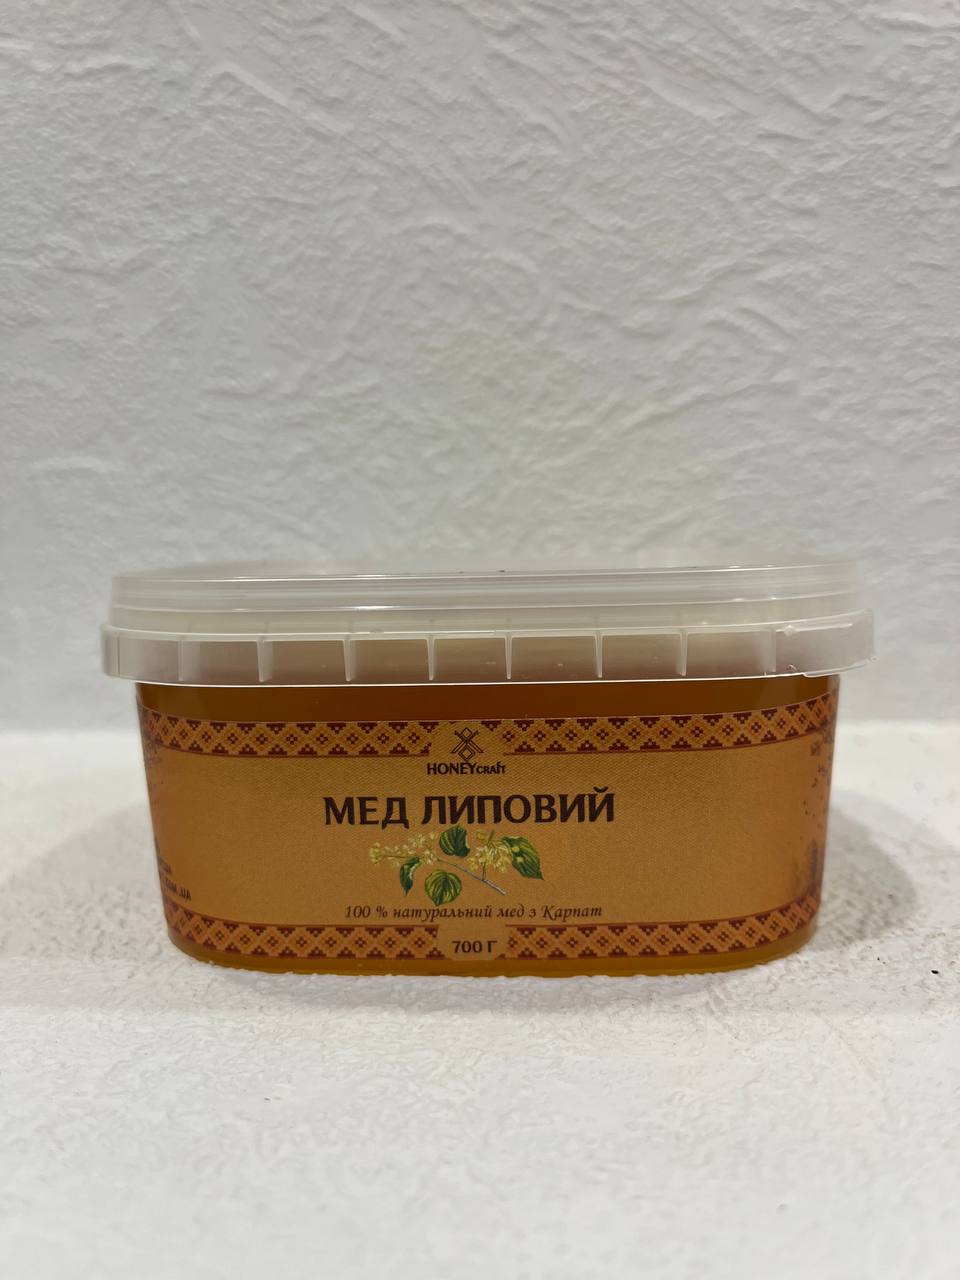 HONEYcraft
МЕД ЛИПОВИЙ
100 % натуральний мед з Карпат
700 Г